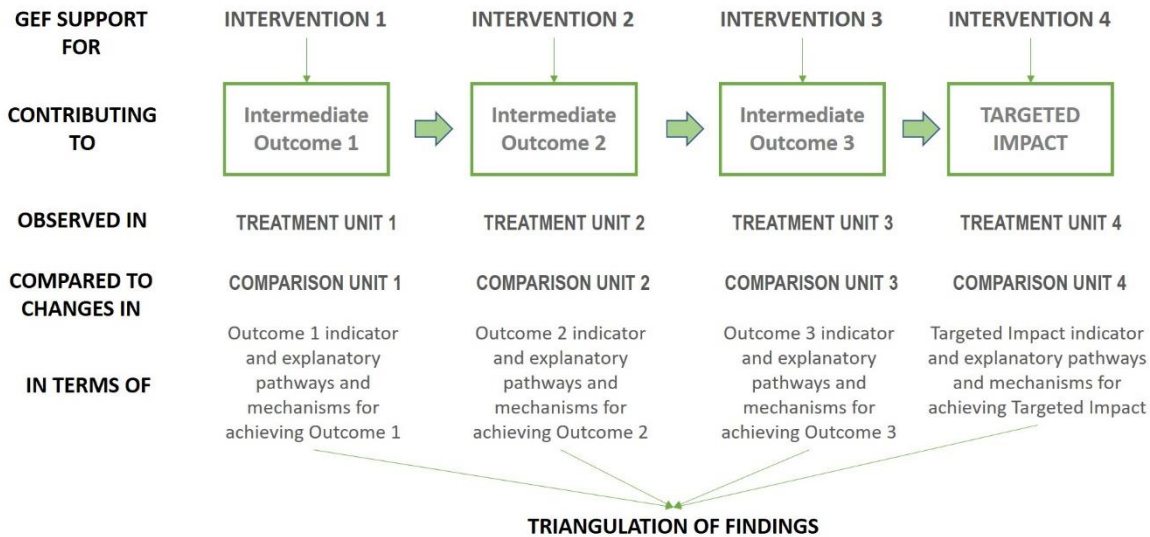 GEF SUPPORT
FOR
INTERVENTION 1
INTERVENTION 2
INTERVENTION 3
INTERVENTION 4
CONTRIBUTING
TO
Intermediate
Outcome 1
Intermediate
Outcome 2
Intermediate
Outcome 3
TARGETED
IMPACT
OBSERVED IN
TREATMENT UNIT 1
TREATMENT UNIT 2
TREATMENT UNIT 3
TREATMENT UNIT 4
COMPARED TO
CHANGES IN
COMPARISON UNIT 1
COMPARISON UNIT 2
COMPARISON UNIT 3
COMPARISON UNIT 4
IN TERMS OF
Outcome 1 indicator
and explanatory
pathways and
mechanisms for
achieving Outcome 1
Outcome 2 indicator
and explanatory
pathways and
mechanisms for
achieving Outcome 2
Outcome 3 indicator
and explanatory
pathways and
mechanisms for
achieving Outcome 3
Targeted Impact indicator
and explanatory pathways
and mechanisms for
achieving Targeted Impact
TRIANGULATION OF FINDINGS